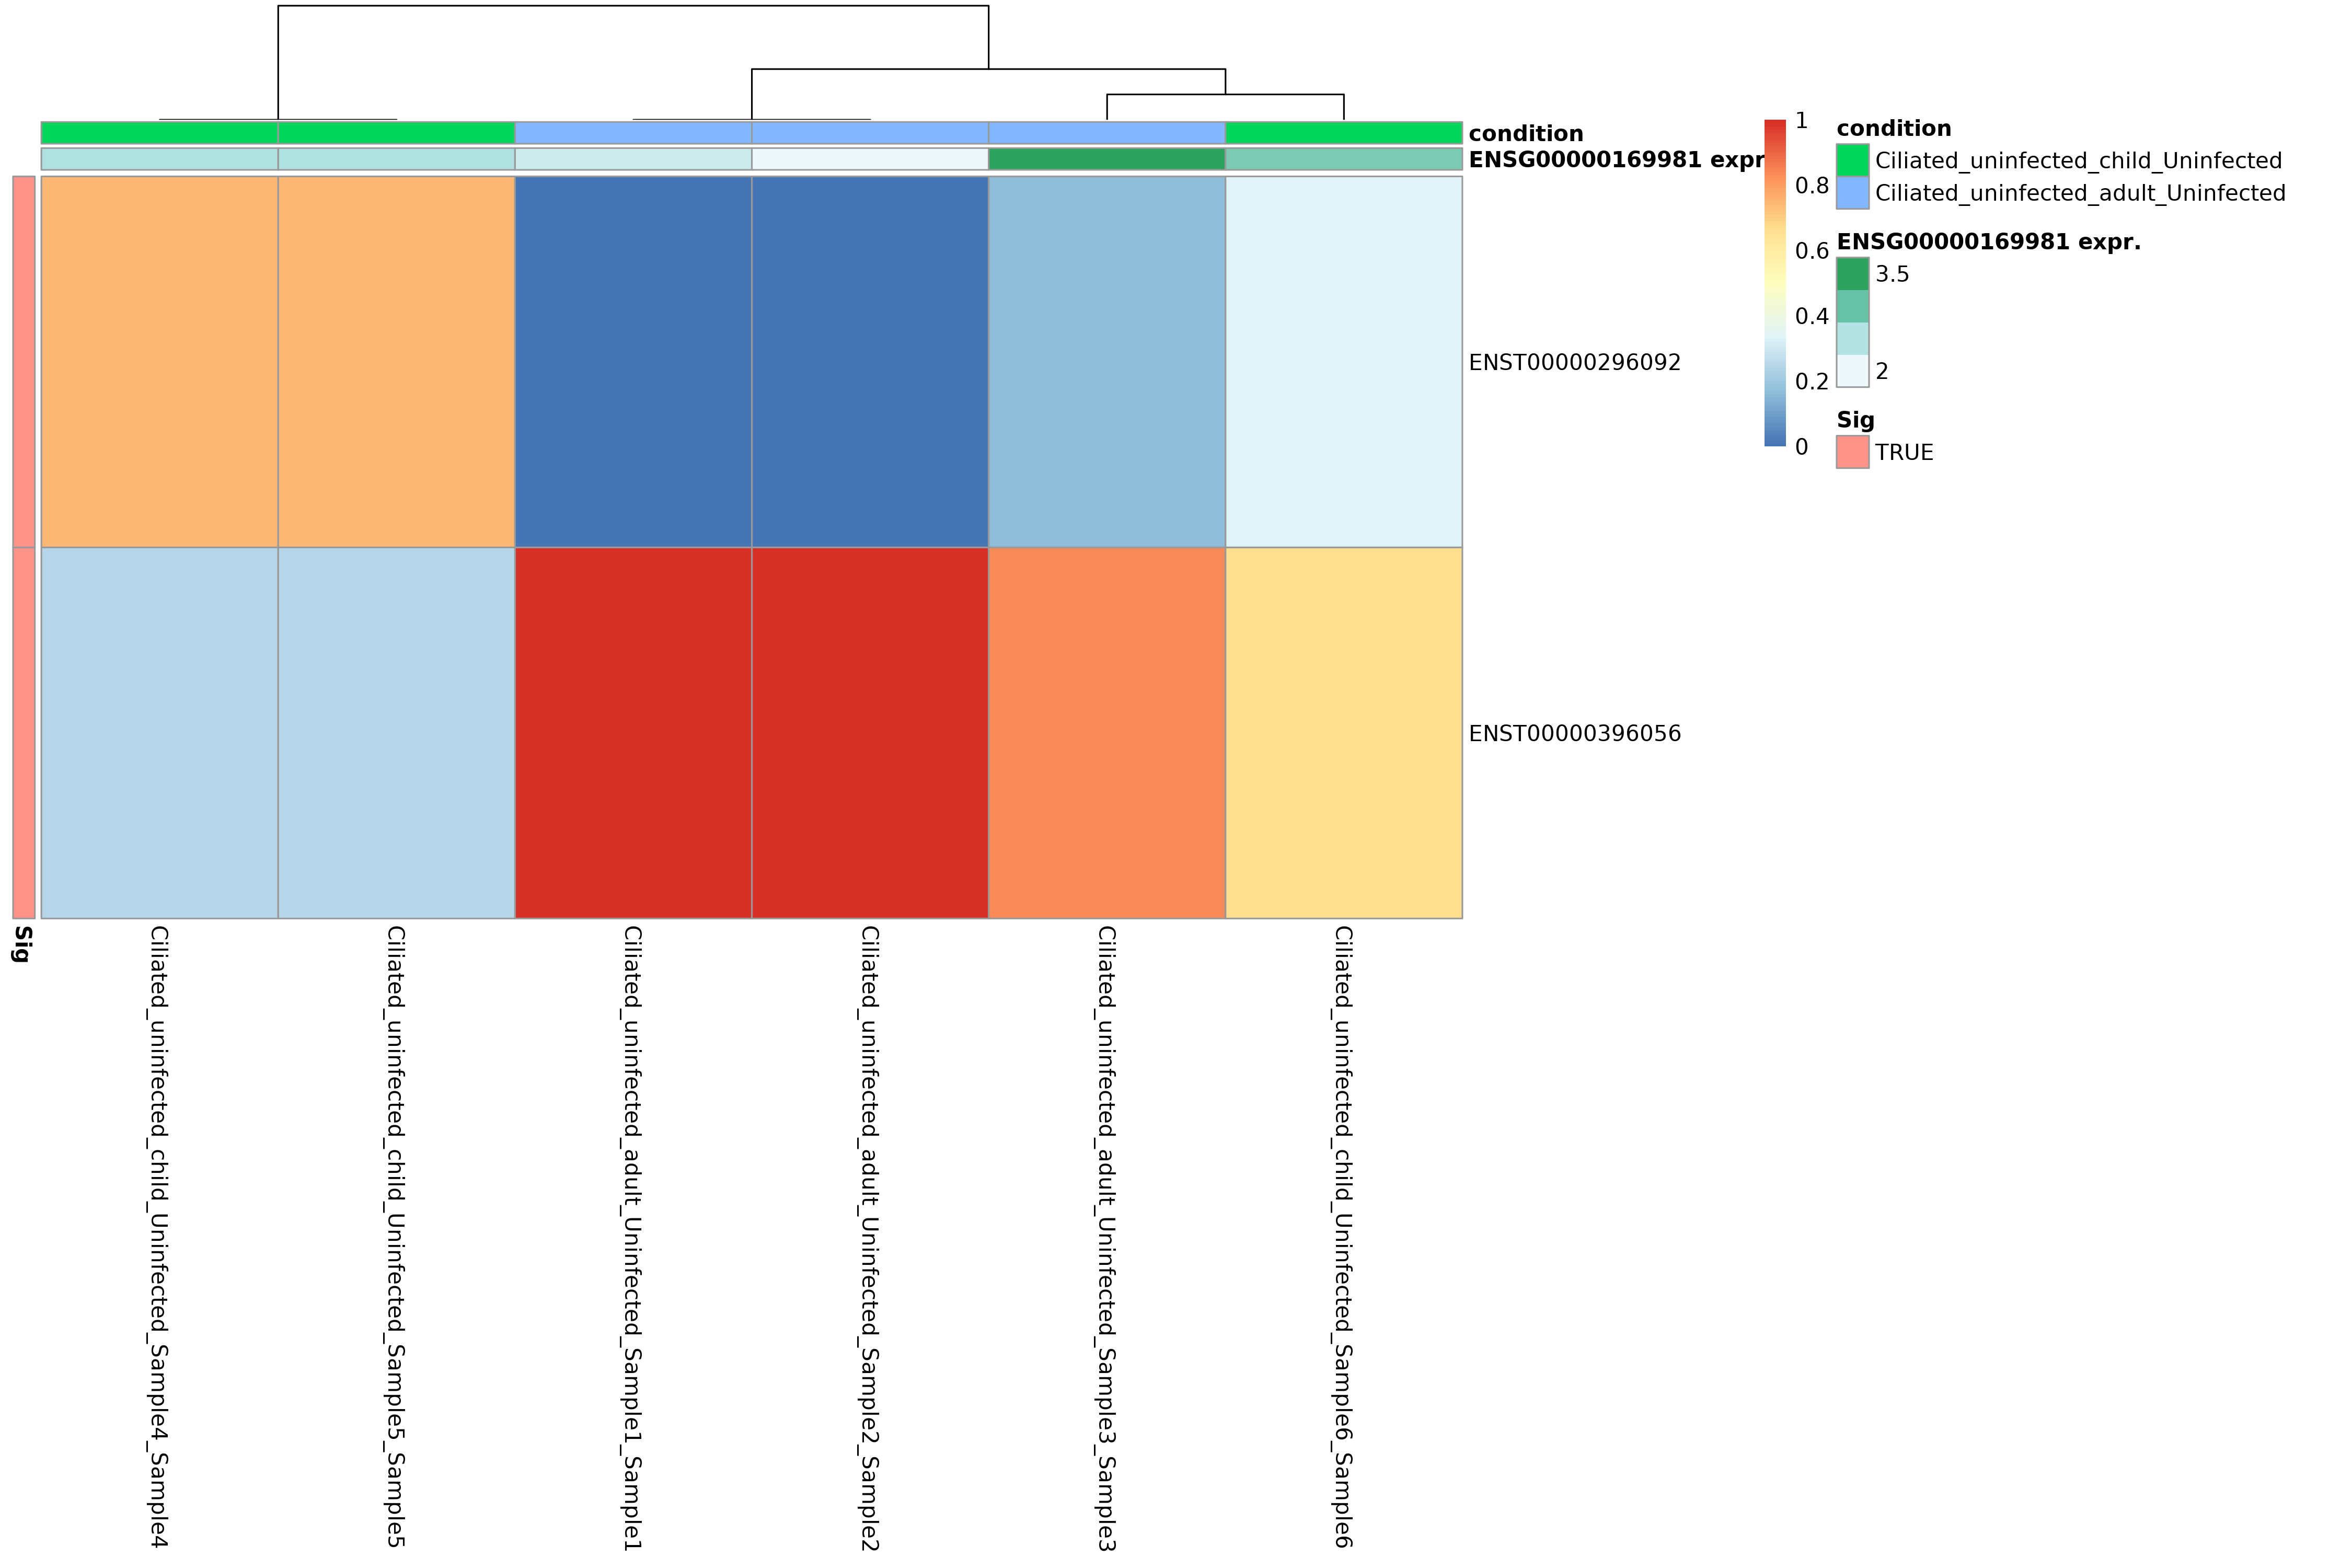 condition
ENSG00000169981 expr
1
0.8
0.6
0.4
0.2
0
condition
Ciliated_uninfected_child_Uninfected
Ciliated_uninfected_adult_Uninfected
ENSG00000169981 expr.
3.5
2
Sig
TRUE
ENST00000296092
ENST00000396056
Sig
Ciliated_uninfected_child_Uninfected_Sample4_Sample4
Ciliated_uninfected_child_Uninfected_Sample5_Sample5
Ciliated_uninfected_adult_Uninfected_Sample1_Sample1
Ciliated_uninfected_adult_Uninfected_Sample2_Sample2
Ciliated_uninfected_adult_Uninfected_Sample3_Sample3
Ciliated_uninfected_child_Uninfected_Sample6_Sample6